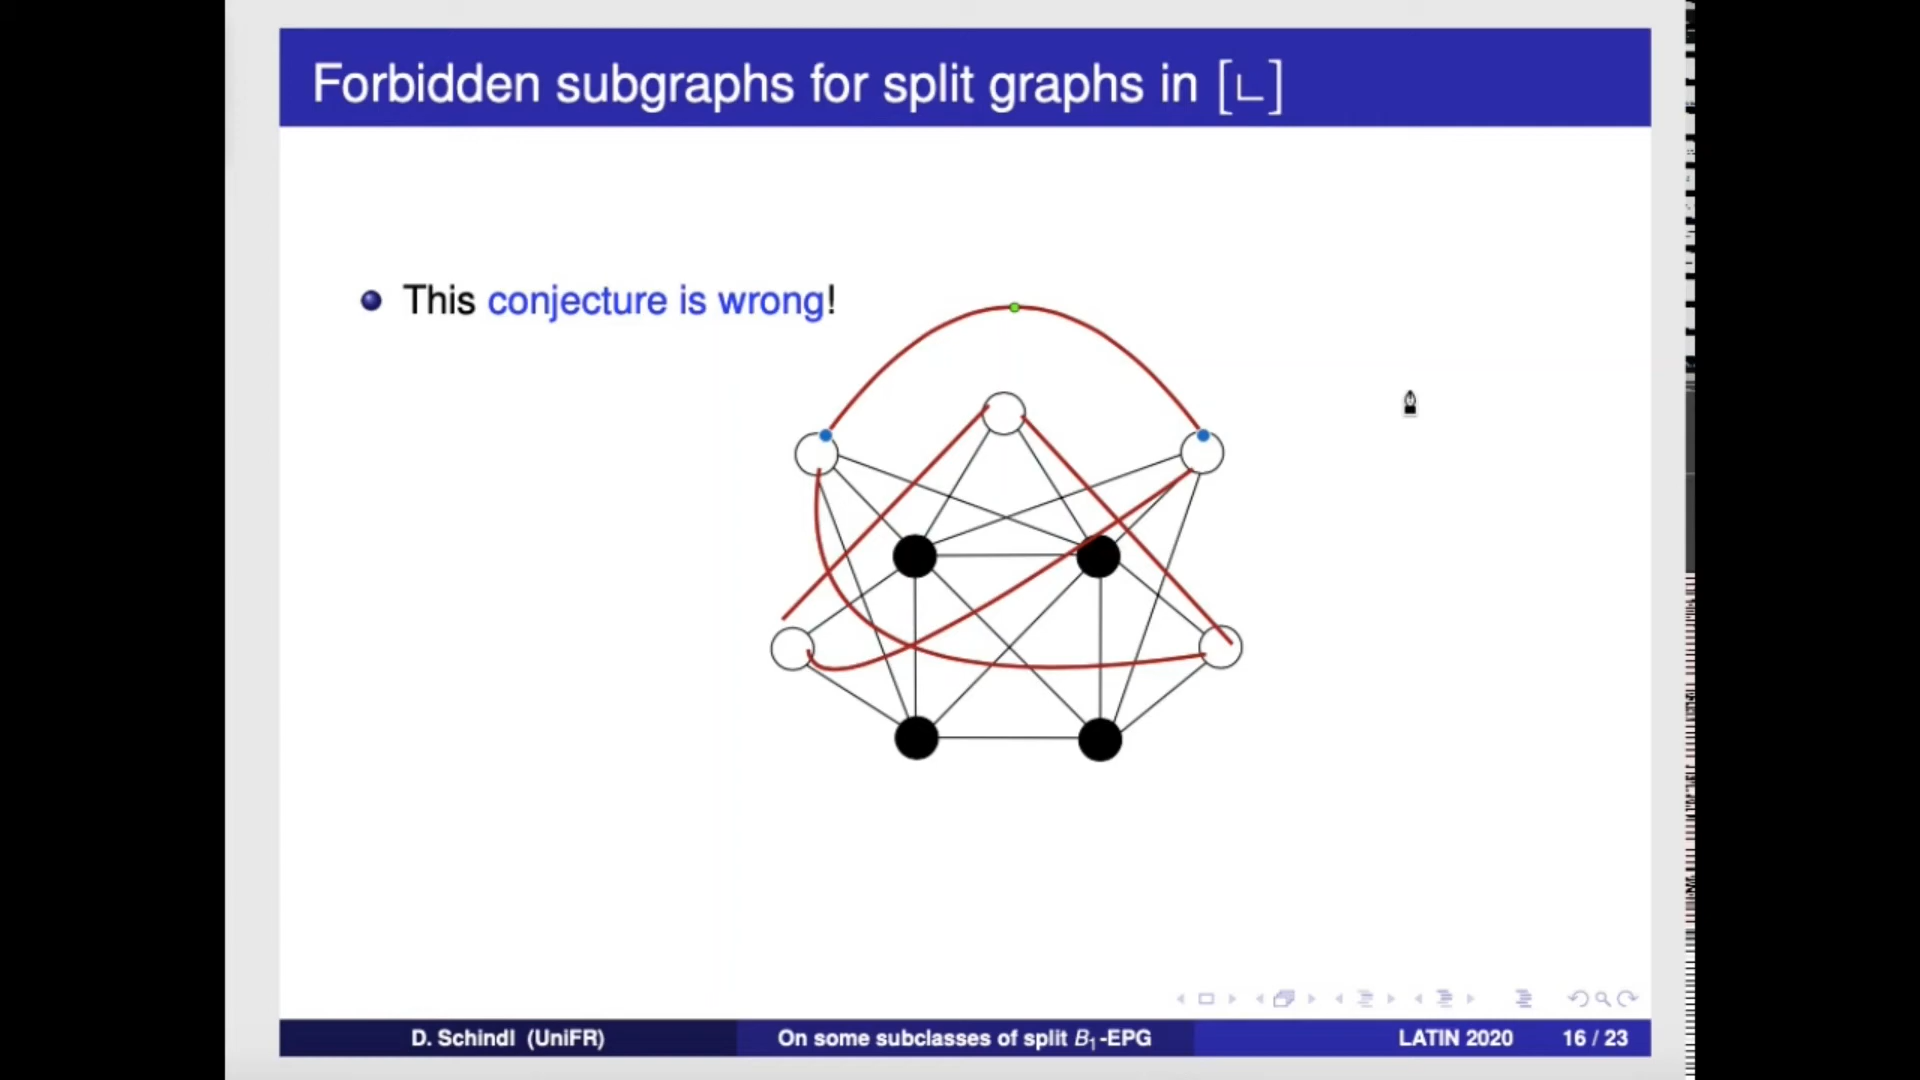 Forbidden subgraphs for split graphs in [∟]
This conjecture is wrong!
D. Schindl (UniFR)
On some subclasses of split B₁-EPG
LATIN 2020
16 / 23